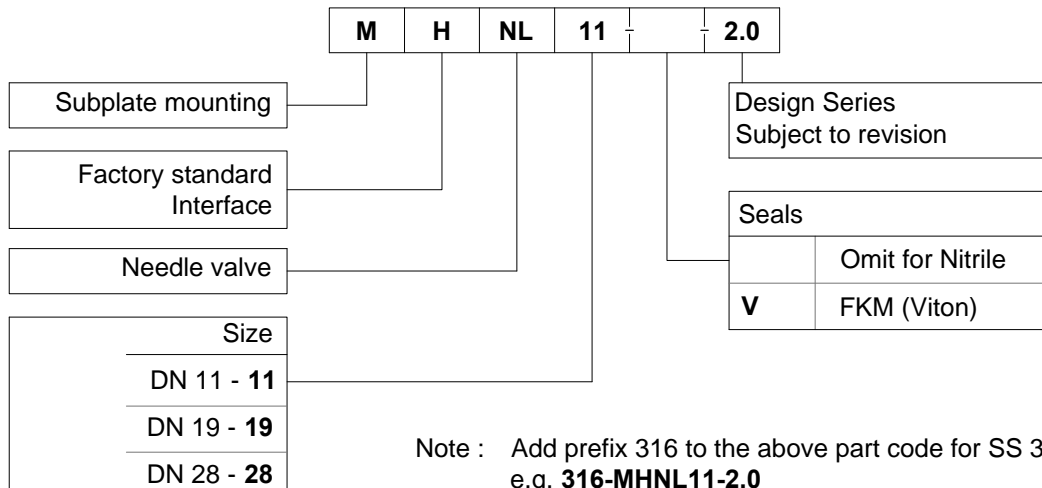 M H NL 11 - - 2.0
Subplate mounting
Factory standard
Interface
Needle valve
Size
DN 11 - 11
DN 19 - 19
DN 28 - 28
Design Series
Subject to revision
Seals
Omit for Nitrile
V FKM (Viton)
Note : Add prefix 316 to the above part code for SS 3
e.g. 316-MHNL11-2.0